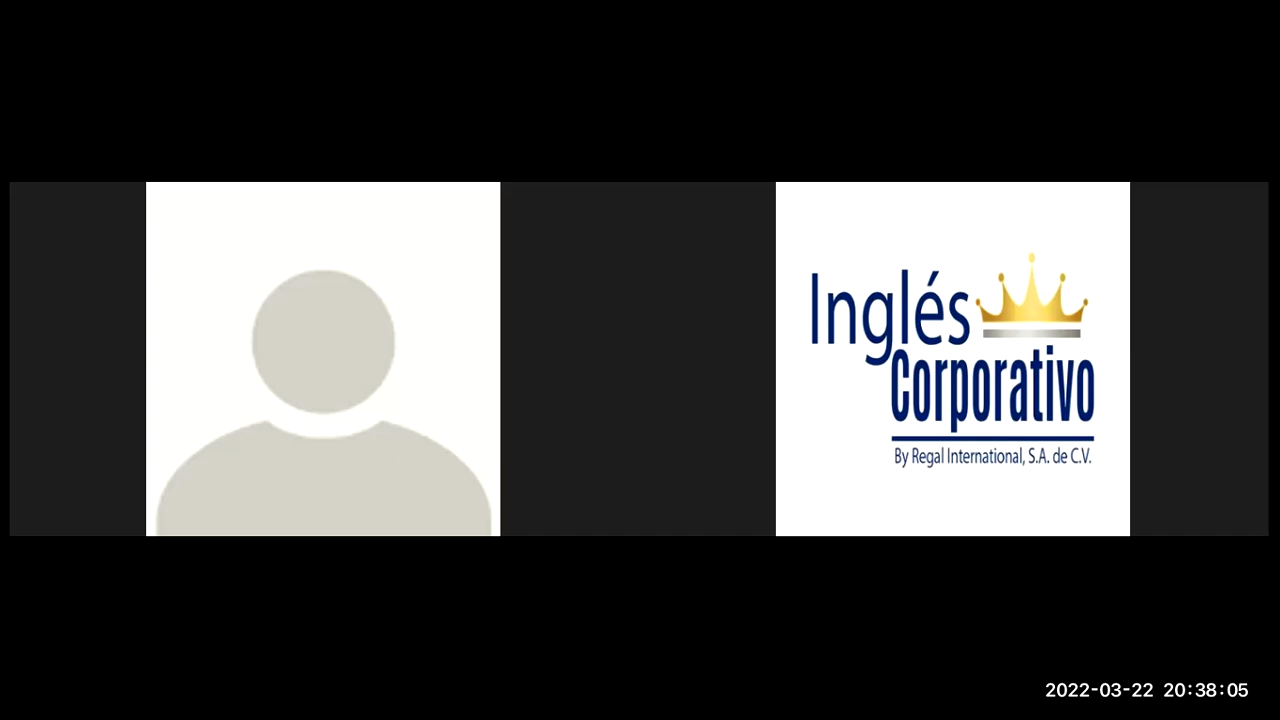 Inglés
Corporativo
By Regal International, S.A. de C.V.
2022-03-22 20:38:05